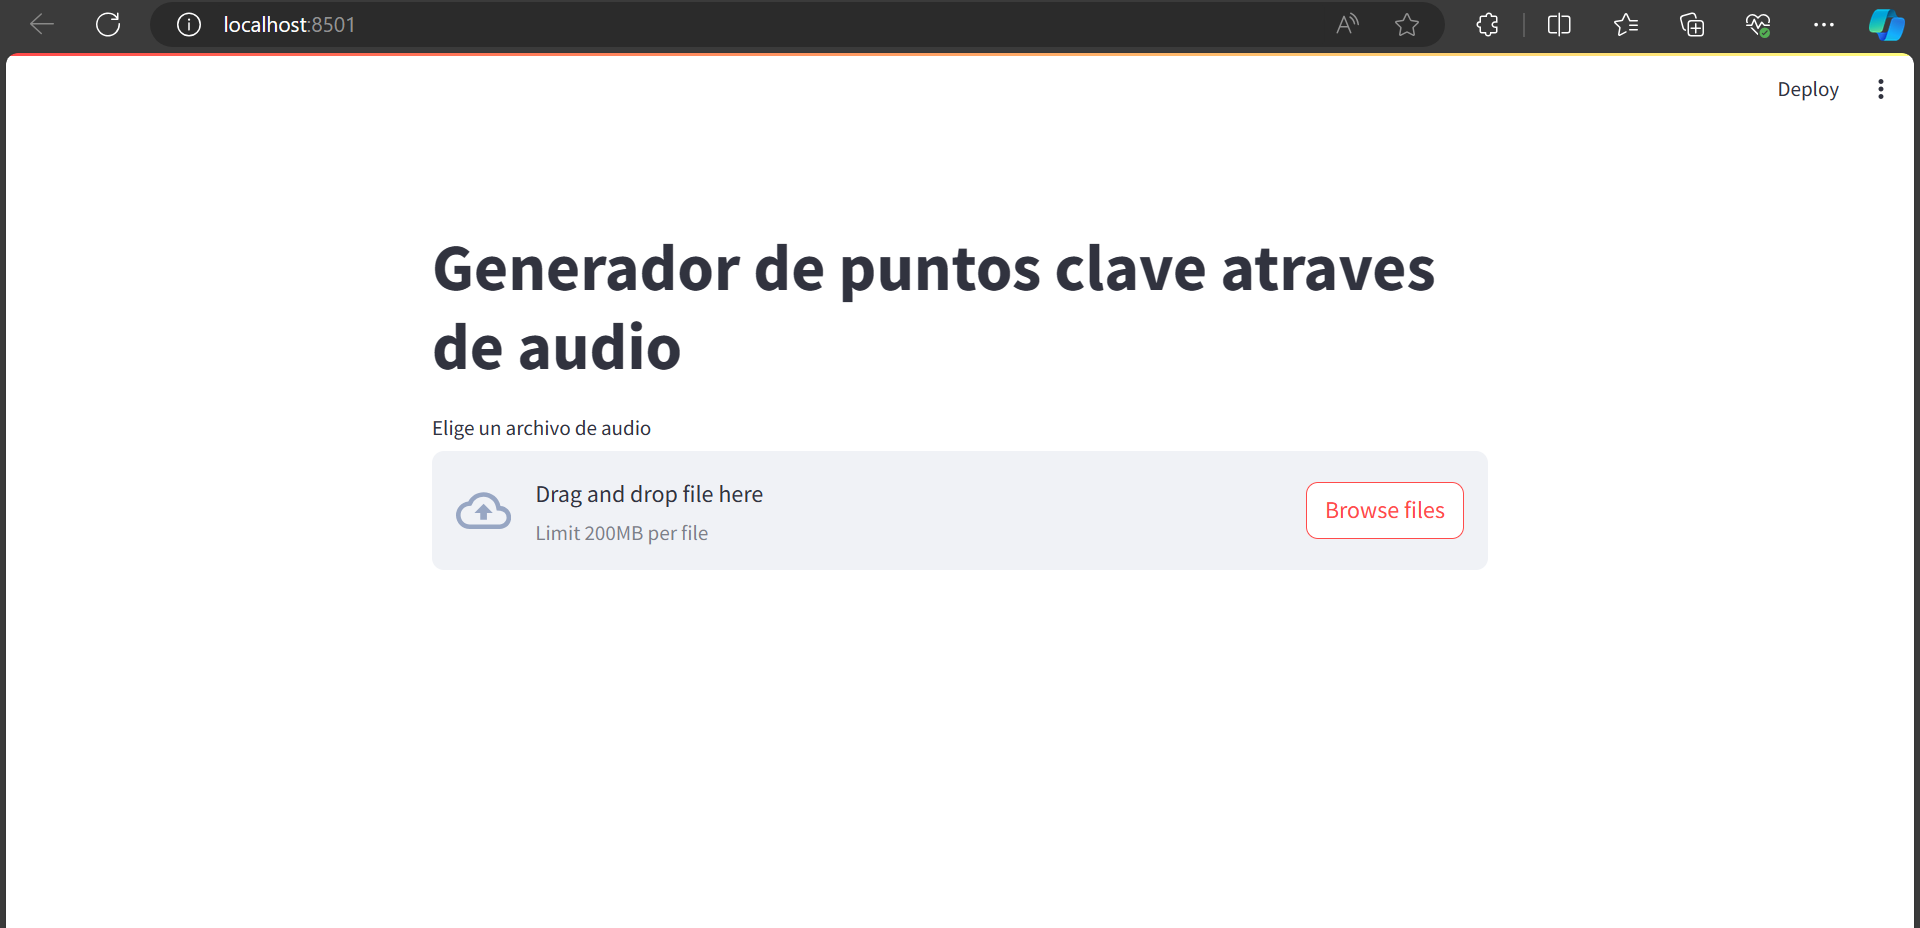 localhost:8501
Deploy
Generador de puntos clave atraves
de audio
Elige un archivo de audio
Drag and drop file here
Limit 200MB per file
Browse files